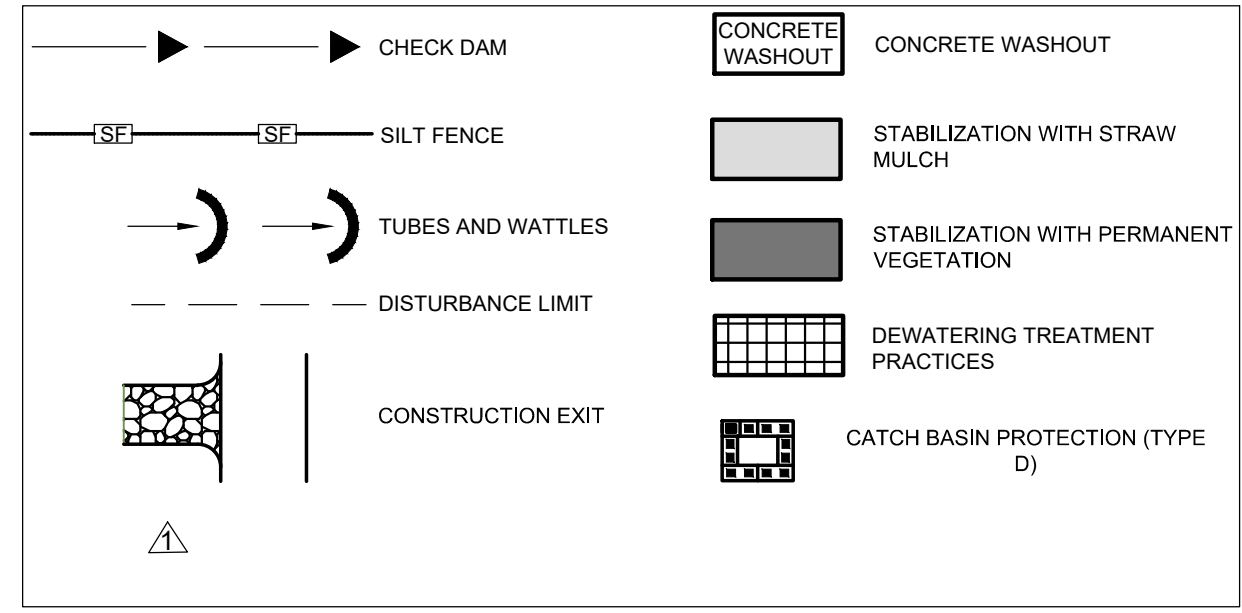 CHECK DAM
SF SF SILT FENCE
TUBES AND WATTLES
DISTURBANCE LIMIT
CONSTRUCTION EXIT
1
CONCRETE
WASHOUT
CONCRETE WASHOUT
STABILIZATION WITH STRAW
MULCH
STABILIZATION WITH PERMANENT
VEGETATION
DEWATERING TREATMENT
PRACTICES
CATCH BASIN PROTECTION (TYPE
D)